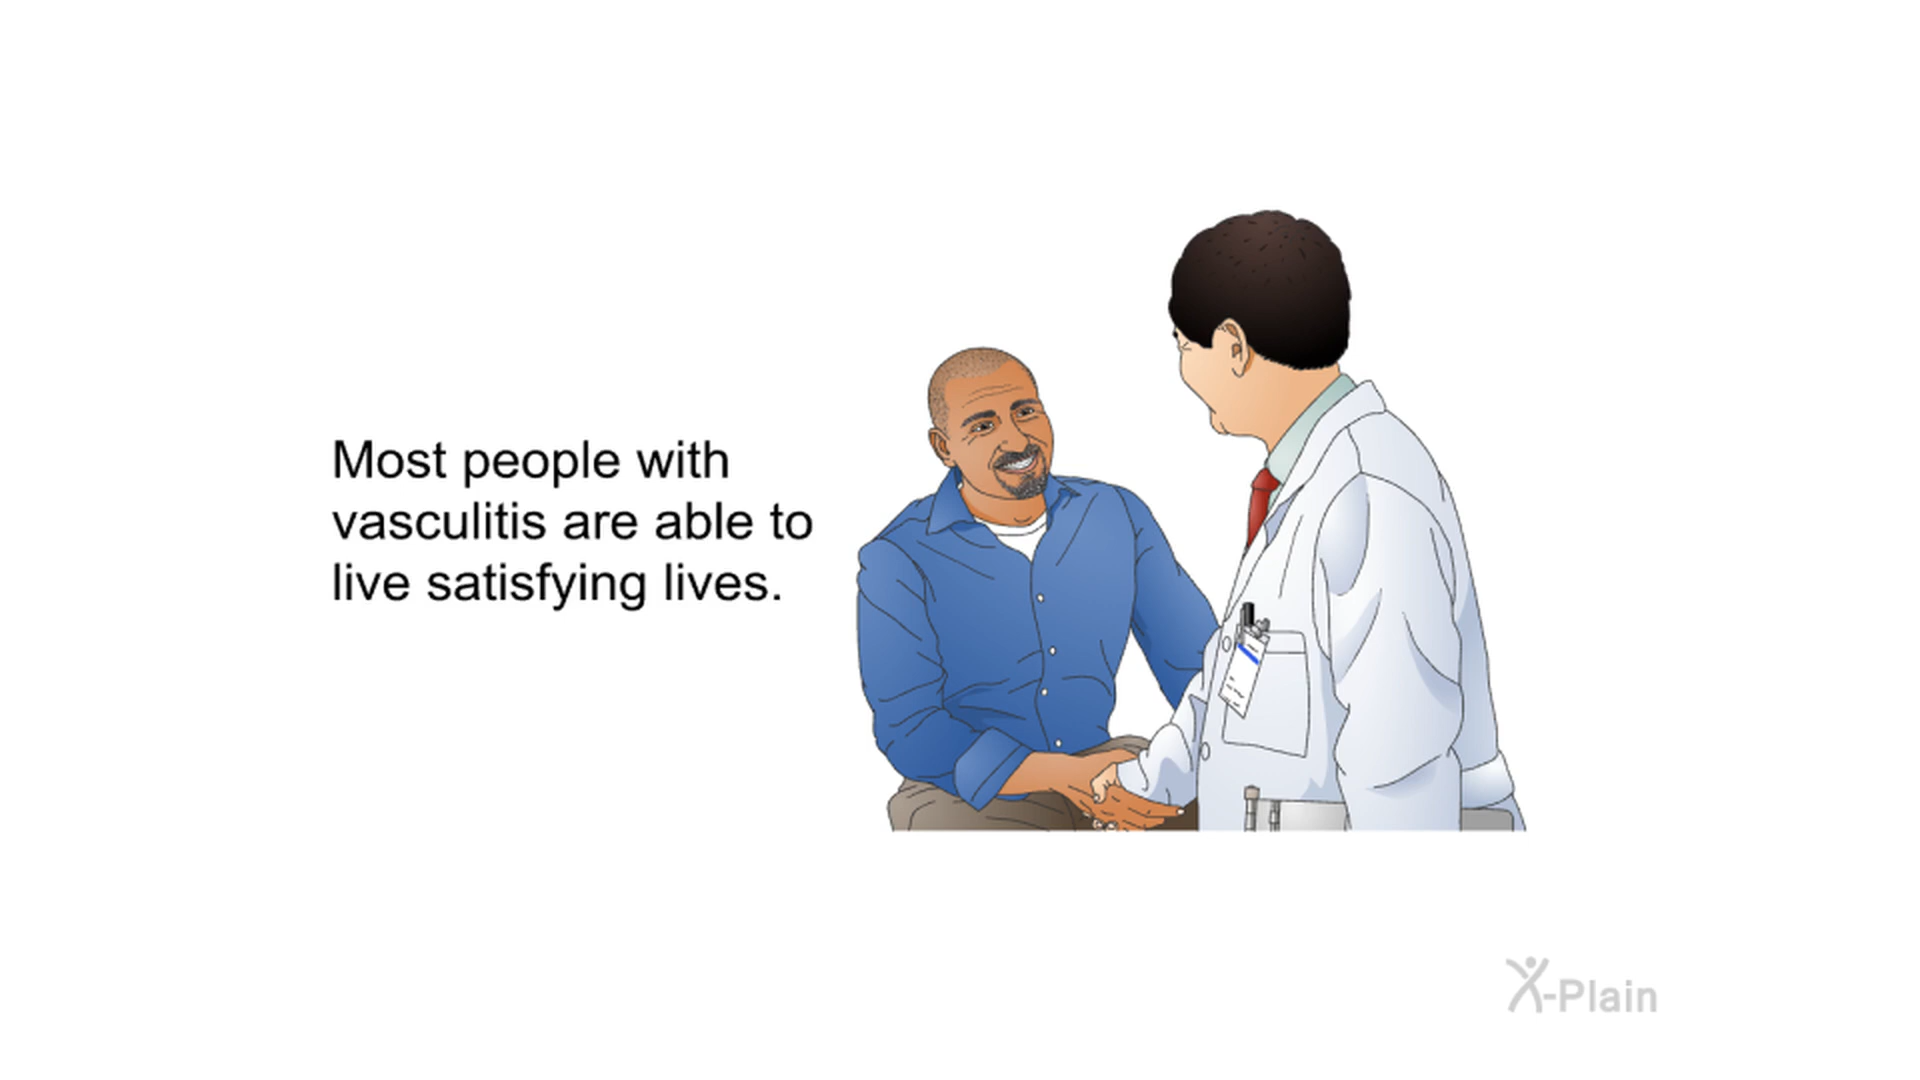 Most people with
vasculitis are able to
live satisfying lives.
X-Plain